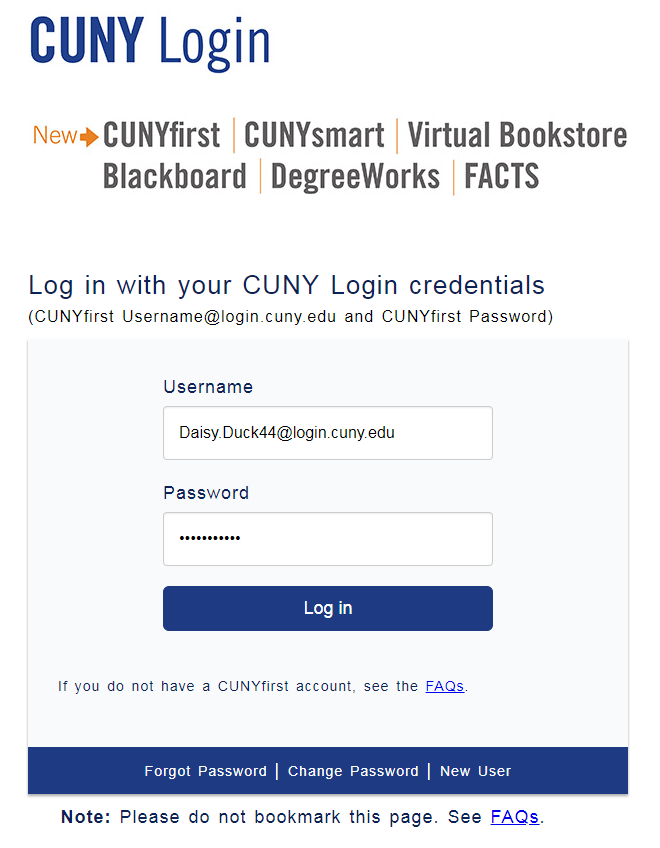 CUNY Login
New CUNYfirst | CUNYsmart | Virtual Bookstore
Blackboard | DegreeWorks | FACTS
Log in with your CUNY Login credentials
(CUNYfirst Username@login.cuny.edu and CUNYfirst Password)
Username
Daisy.Duck44@login.cuny.edu
Password
•••••••••••
Log in
If you do not have a CUNYfirst account, see the FAQs.
Forgot Password | Change Password | New User
Note: Please do not bookmark this page. See FAQs.